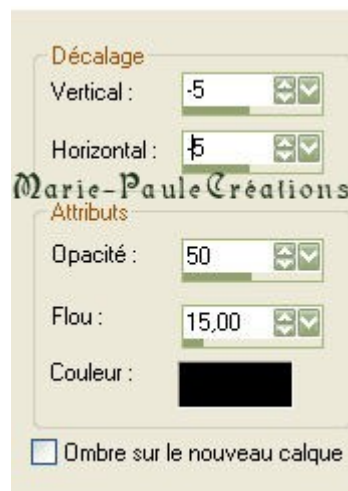 Décalage
Vertical : -5
Horizontal : -5
Marie-PauleCréations
Attributs
Opacité : 50
Flou : 15,00
Couleur :
Ombre sur le nouveau calque